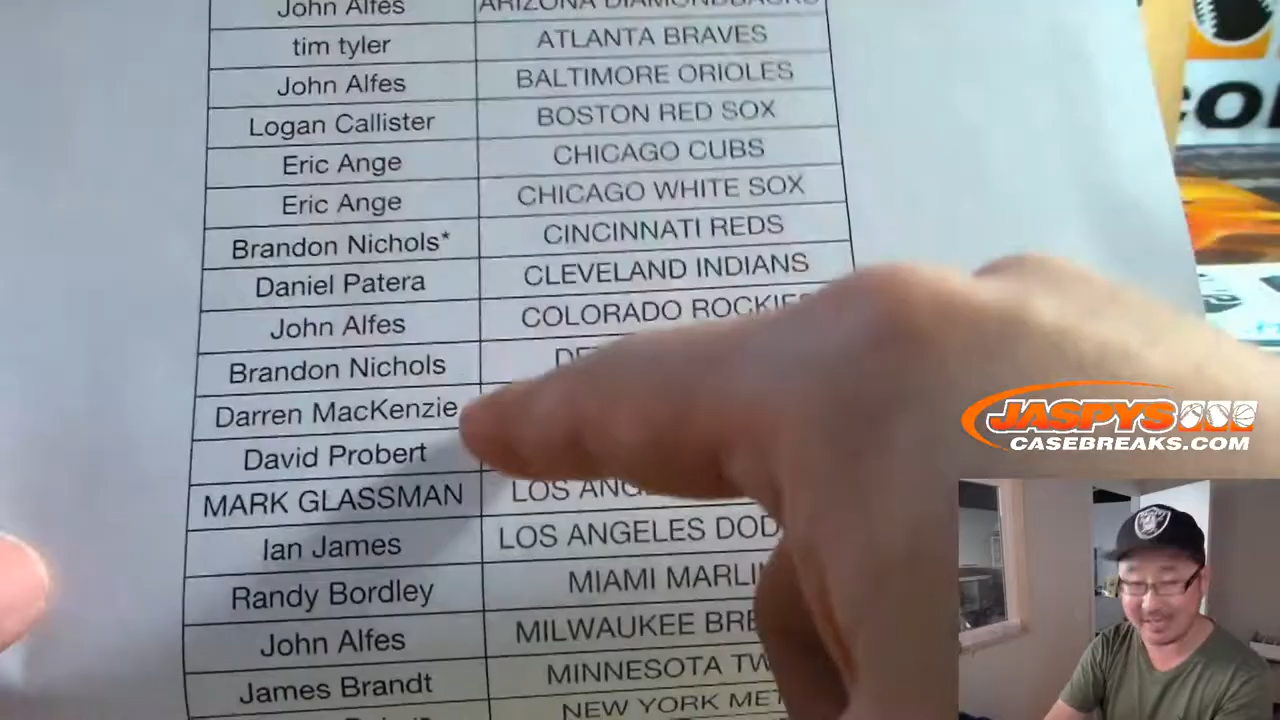 John Alfes ARIZONA DIAMONDBACKS
tim tyler ATLANTA BRAVES
John Alfes BALTIMORE ORIOLES
Logan Callister BOSTON RED SOX
Eric Ange CHICAGO CUBS
Eric Ange CHICAGO WHITE SOX
Brandon Nichols* CINCINNATI REDS
Daniel Patera CLEVELAND INDIANS
John Alfes COLORADO ROCKIES
Brandon Nichols
Darren MacKenzie
David Probert
MARK GLASSMAN LOS
Ian James LOS ANGELES DOD
Randy Bordley MIAMI MARLI
John Alfes MILWAUKEE BRE
James Brandt MINNESOTA TW
NEW YORK MET
JASPYS
CASEBREAKS.COM